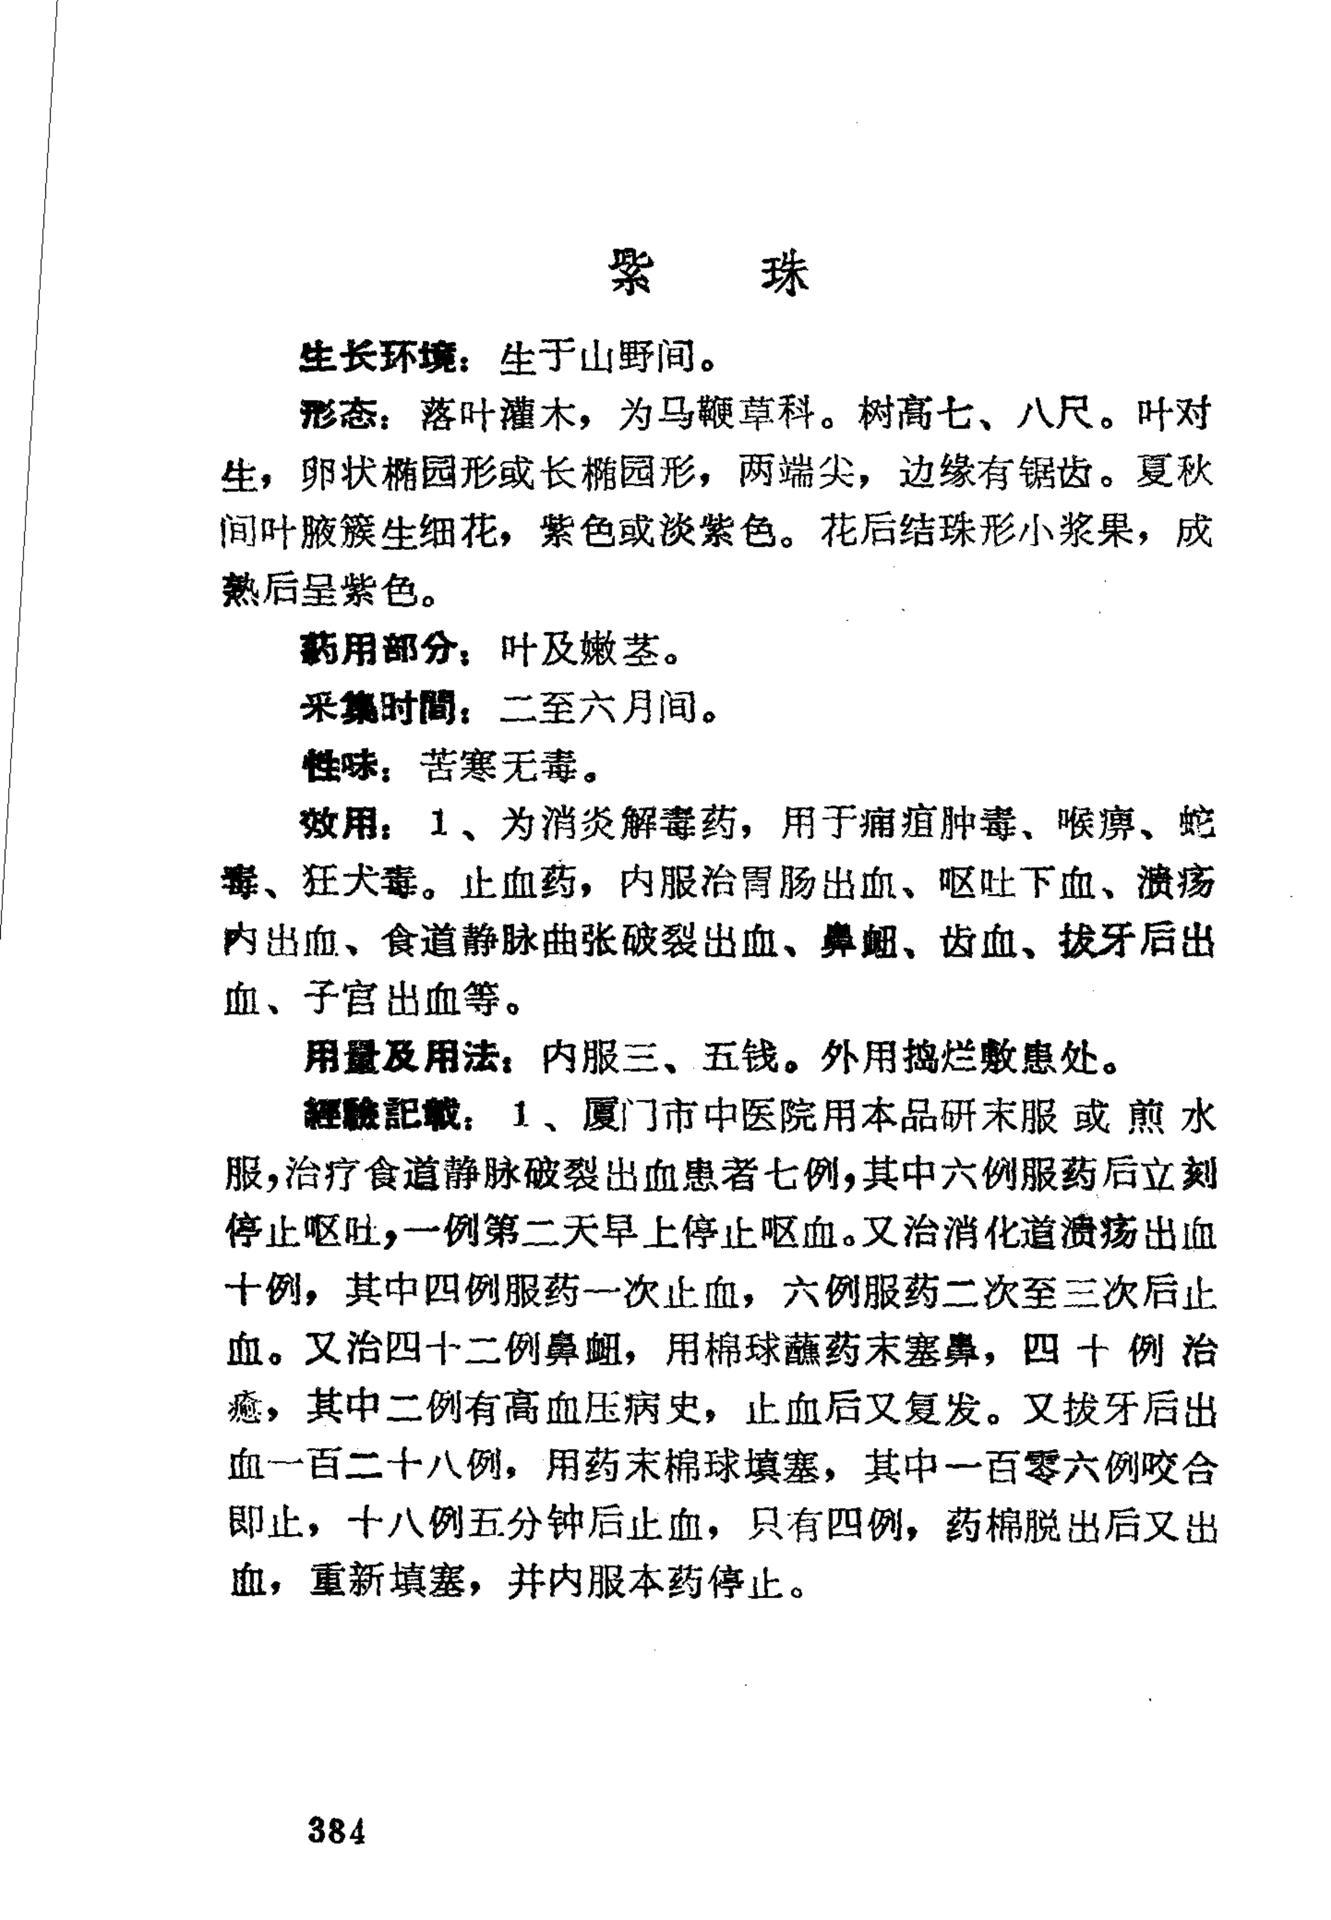 紫 珠
生长环境：生于山野间。
形态：落叶灌木，为马鞭草科。树高七、八尺。叶对
生，卵状椭园形或长椭园形，两端尖，边缘有锯齿。夏秋
间叶腋簇生细花，紫色或淡紫色。花后结珠形小浆果，成
熟后呈紫色。
药用部分：叶及嫩茎。
采集时間：二至六月间。
性味：苦寒无毒。
效用：1、为消炎解毒药，用于痈疽肿毒、喉痹、蛇
毒、狂犬毒。止血药，内服治胃肠出血、呕吐下血、溃疡
内出血、食道静脉曲张破裂出血、鼻衄、齿血、拔牙后出
血、子宫出血等。
用量及用法：内服三、五钱。外用捣烂敷患处。
經驗記載：1、厦门市中医院用本品研末服或煎水
服，治疗食道静脉破裂出血患者七例，其中六例服药后立刻
停止呕吐，一例第二天早上停止呕血。又治消化道溃疡出血
十例，其中四例服药一次止血，六例服药二次至三次后止
血。又治四十二例鼻衄，用棉球蘸药末塞鼻，四十例治
癒，其中二例有高血压病史，止血后又复发。又拔牙后出
血一百二十八例，用药末棉球填塞，其中一百零六例咬合
即止，十八例五分钟后止血，只有四例，药棉脱出后又出
血，重新填塞，并内服本药停止。
384